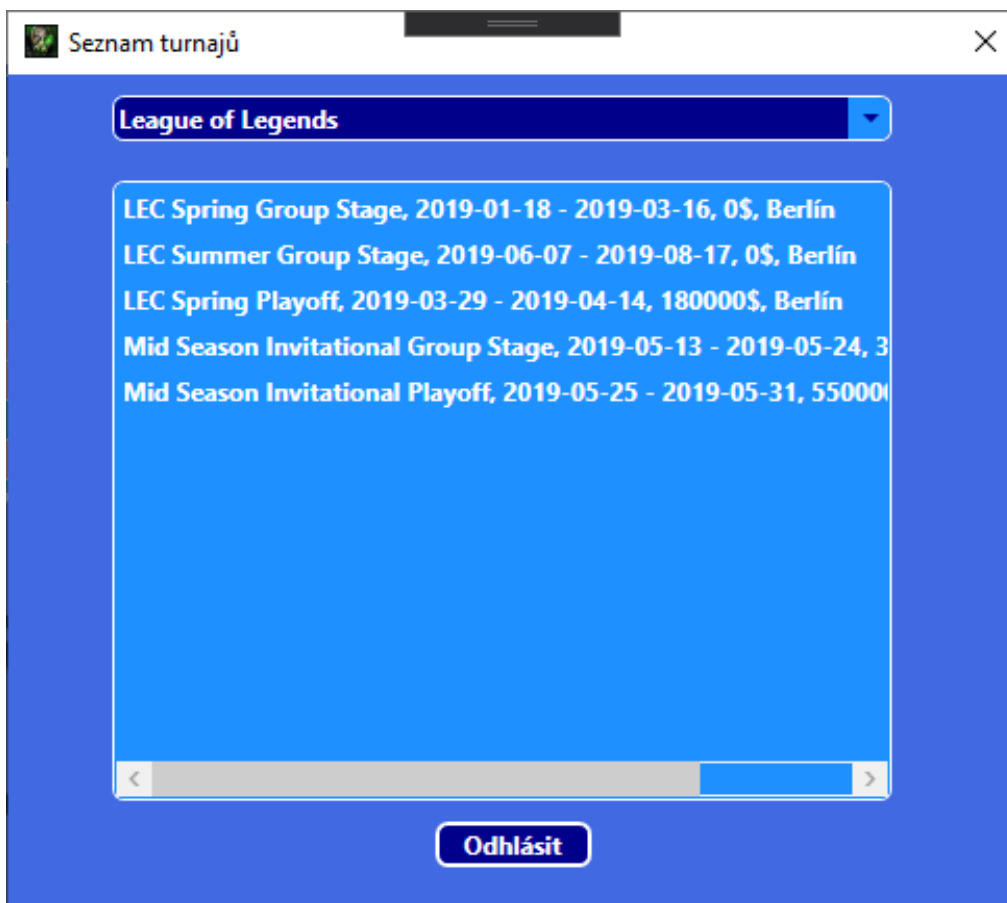 Seznam turnajů
League of Legends
LEC Spring Group Stage, 2019-01-18 - 2019-03-16, 0$, Berlín
LEC Summer Group Stage, 2019-06-07 - 2019-08-17, 0$, Berlín
LEC Spring Playoff, 2019-03-29 - 2019-04-14, 180000$, Berlín
Mid Season Invitational Group Stage, 2019-05-13 - 2019-05-24, 3
Mid Season Invitational Playoff, 2019-05-25 - 2019-05-31, 55000
Odhlásit